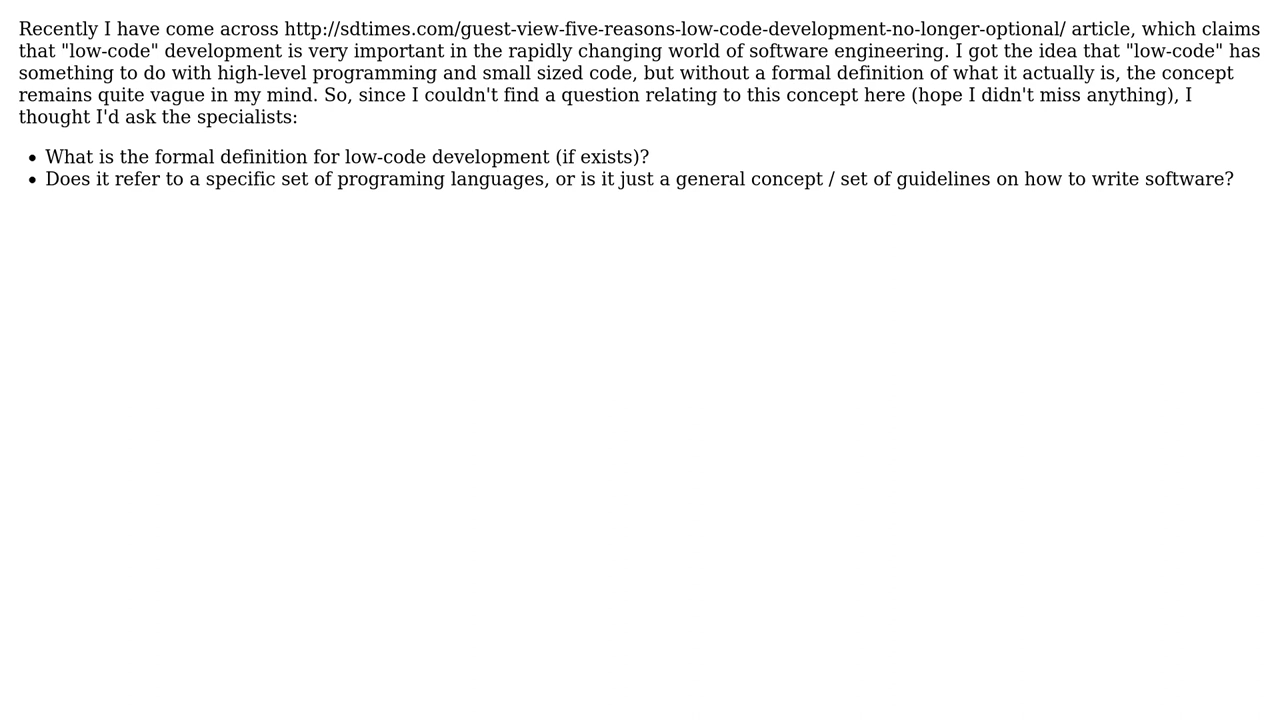 Recently I have come across http://sdtimes.com/guest-view-five-reasons-low-code-development-no-longer-optional/ article, which claims
that "low-code" development is very important in the rapidly changing world of software engineering. I got the idea that "low-code" has
something to do with high-level programming and small sized code, but without a formal definition of what it actually is, the concept
remains quite vague in my mind. So, since I couldn't find a question relating to this concept here (hope I didn't miss anything), I
thought I'd ask the specialists:
• What is the formal definition for low-code development (if exists)?
• Does it refer to a specific set of programing languages, or is it just a general concept / set of guidelines on how to write software?